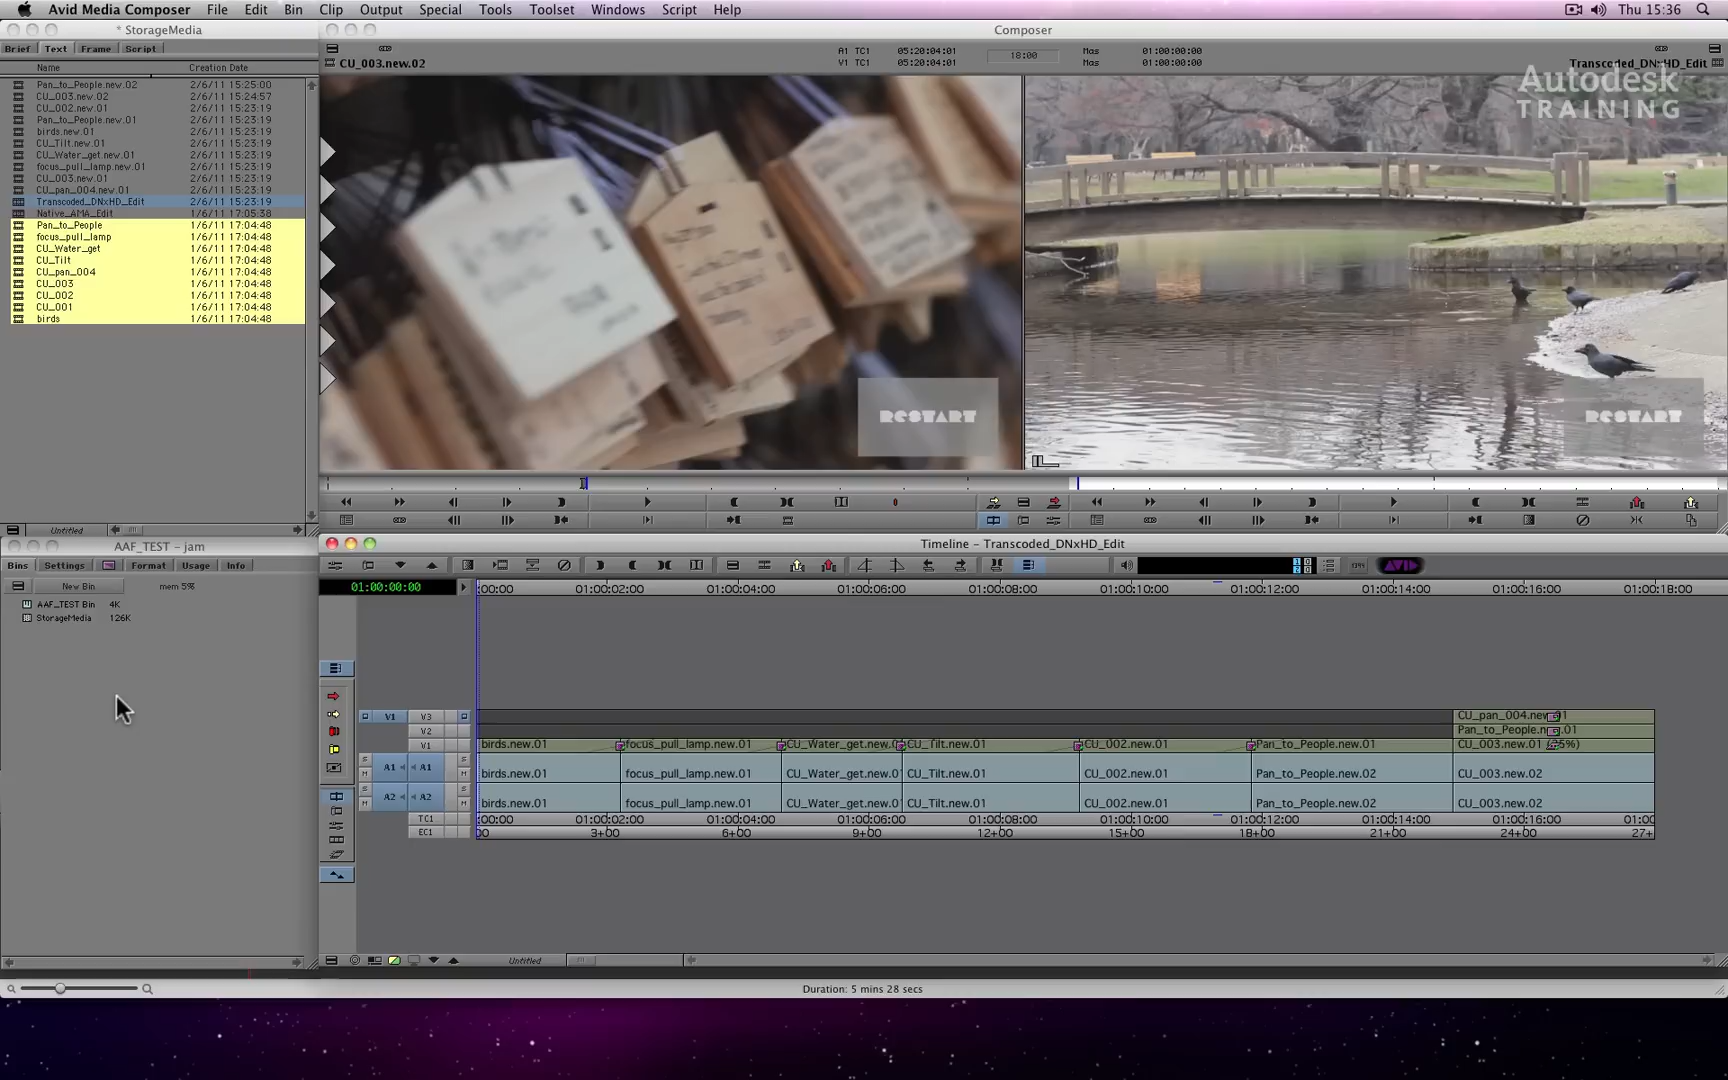 Avid Media Composer File Edit Bin Clip Output Special Tools Toolset Windows Script Help Thu 15:36
* StorageMedia
Brief Text Frame Script
Name Creation Date
Pan_to_People.new.02 2/6/11 15:25:00
CU_003.new.02 2/6/11 15:24:57
CU_002.new.01 2/6/11 15:23:19
Pan_to_People.new.01 2/6/11 15:23:19
birds.new.01 2/6/11 15:23:19
CU_Tilt.new.01 2/6/11 15:23:19
CU_Water_get.new.01 2/6/11 15:23:19
focus_pull_lamp.new.01 2/6/11 15:23:19
CU_003.new.01 2/6/11 15:23:19
CU_pan_004.new.01 2/6/11 15:23:19
Transcoded_DNxHD_Edit 2/6/11 15:23:19
Native_AMA_Edit 1/6/11 17:05:38
Pan_to_People 1/6/11 17:04:48
focus_pull_lamp 1/6/11 17:04:48
CU_Water_get 1/6/11 17:04:48
CU_Tilt 1/6/11 17:04:48
CU_pan_004 1/6/11 17:04:48
CU_003 1/6/11 17:04:48
CU_002 1/6/11 17:04:48
CU_001 1/6/11 17:04:48
birds 1/6/11 17:04:48
Untitled
Composer
CU_003.new.02
A1 TC1 05:20:04:01 18:00 Mas 01:00:00:00
V1 TC1 05:20:04:01 Mas 01:00:00:00
Transcoded_DNxHD_Edit
Autodesk
TRAINING
RESTART
RESTART
AAF_TEST - jam
Bins Settings Format Usage Info
New Bin mem 5%
AAF_TEST Bin 4K
StorageMedia 126K
Timeline - Transcoded_DNxHD_Edit
AVID
01:00:00:00
:00:00 01:00:02:00 01:00:04:00 01:00:06:00 01:00:08:00 01:00:10:00 01:00:12:00 01:00:14:00 01:00:16:00 01:00:18:00
V1 V3 CU_pan_004.new.01
V2 Pan_to_People.n .01
V1 birds.new.01 focus_pull_lamp.new.01 CU_Water_get.new.0 CU_Tilt.new.01 CU_002.new.01 Pan_to_People.new.01 CU_003.new.01
A1 A1 birds.new.01 focus_pull_lamp.new.01 CU_Water_get.new.01 CU_Tilt.new.01 CU_002.new.01 Pan_to_People.new.02 CU_003.new.02
A2 A2 birds.new.01 focus_pull_lamp.new.01 CU_Water_get.new.01 CU_Tilt.new.01 CU_002.new.01 Pan_to_People.new.02 CU_003.new.02
TC1 :00:00 01:00:02:00 01:00:04:00 01:00:06:00 01:00:08:00 01:00:10:00 01:00:12:00 01:00:14:00 01:00:16:00 01:00
EC1 00 3+00 6+00 9+00 12+00 15+00 18+00 21+00 24+00 27+
Untitled
Duration: 5 mins 28 secs